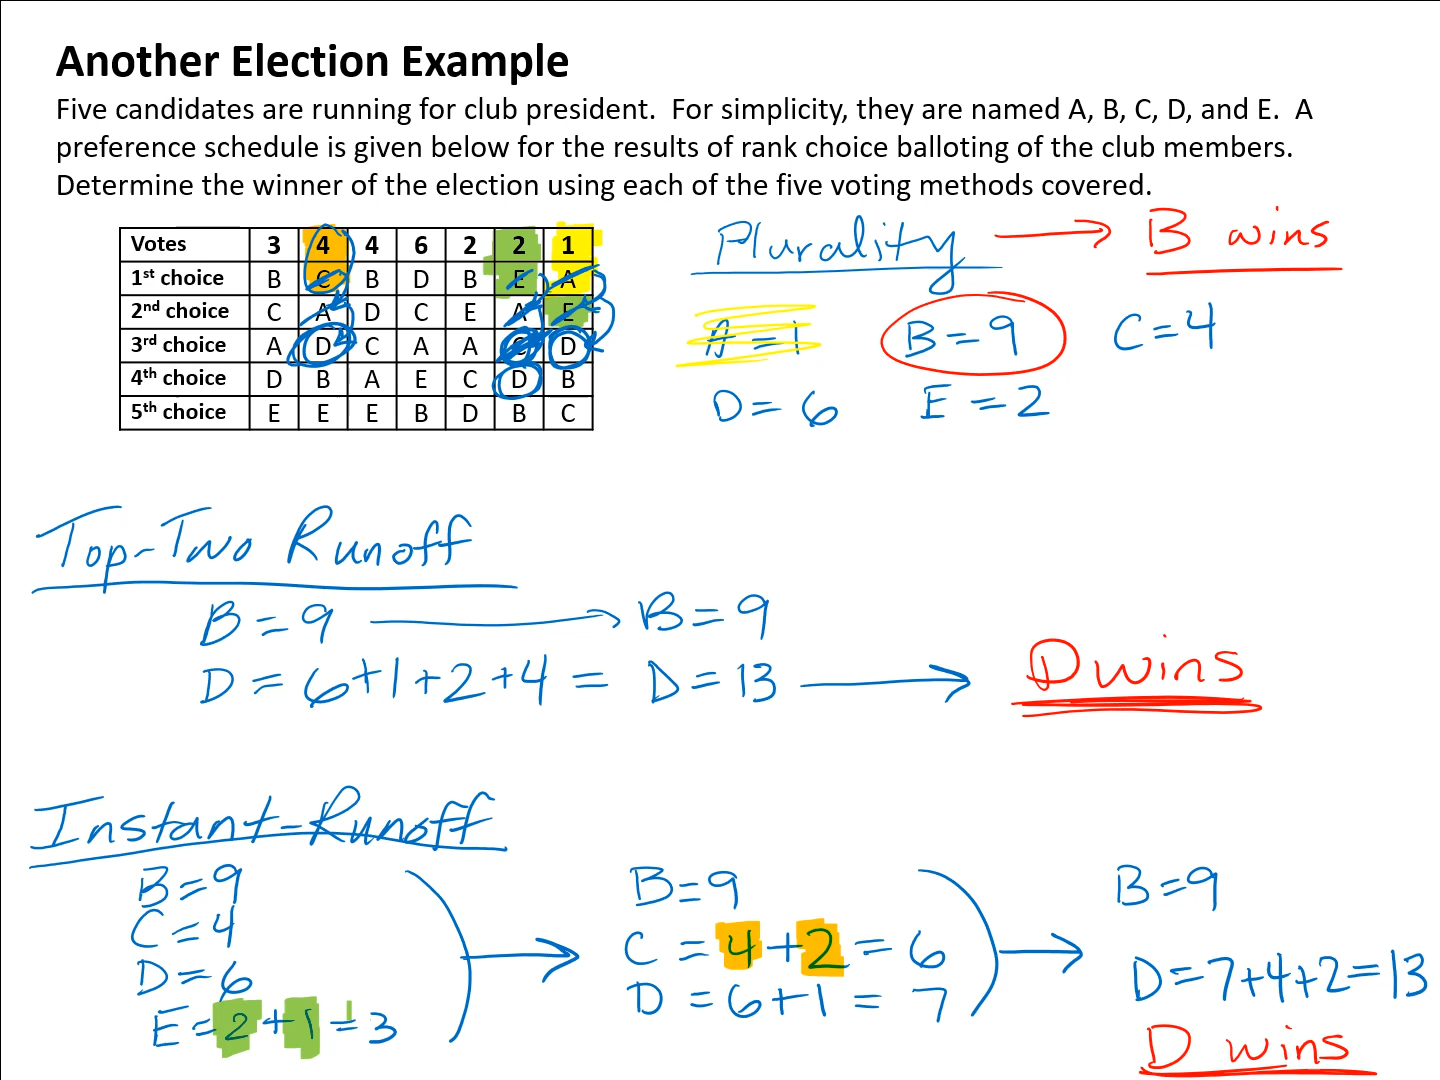 Another Election Example
Five candidates are running for club president.  For simplicity, they are named A, B, C, D, and E.  A
preference schedule is given below for the results of rank choice balloting of the club members.
Determine the winner of the election using each of the five voting methods covered.
Votes 3 4 4 6 2 2 1
1st choice B C B D B E A
2nd choice C A D C E A E
3rd choice A D C A A C D
4th choice D B A E C D B
5th choice E E E B D B C
Plurality → B wins
A = 1 B = 9 C = 4
D = 6 E = 2
Top-Two Runoff
B = 9 → B = 9
D = 6+1+2+4 = D = 13 → D wins
Instant-Runoff
B = 9
C = 4
D = 6
E = 2 + 1 = 3
→
B = 9
C = 4 + 2 = 6
D = 6 + 1 = 7
→
B = 9
D = 7+4+2 = 13
D wins